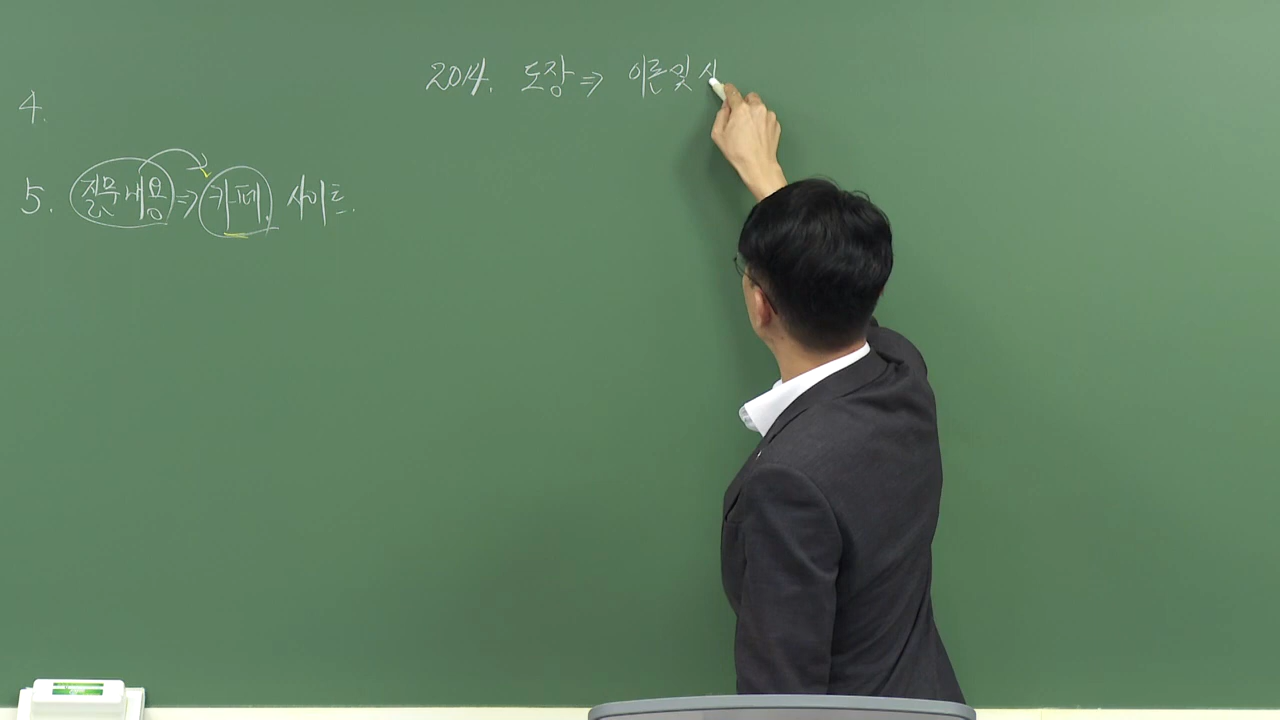 2014. 도장 ⇒ 이론 및 시
4.
5. 질문내용 ⇒ 카페, 사이트.